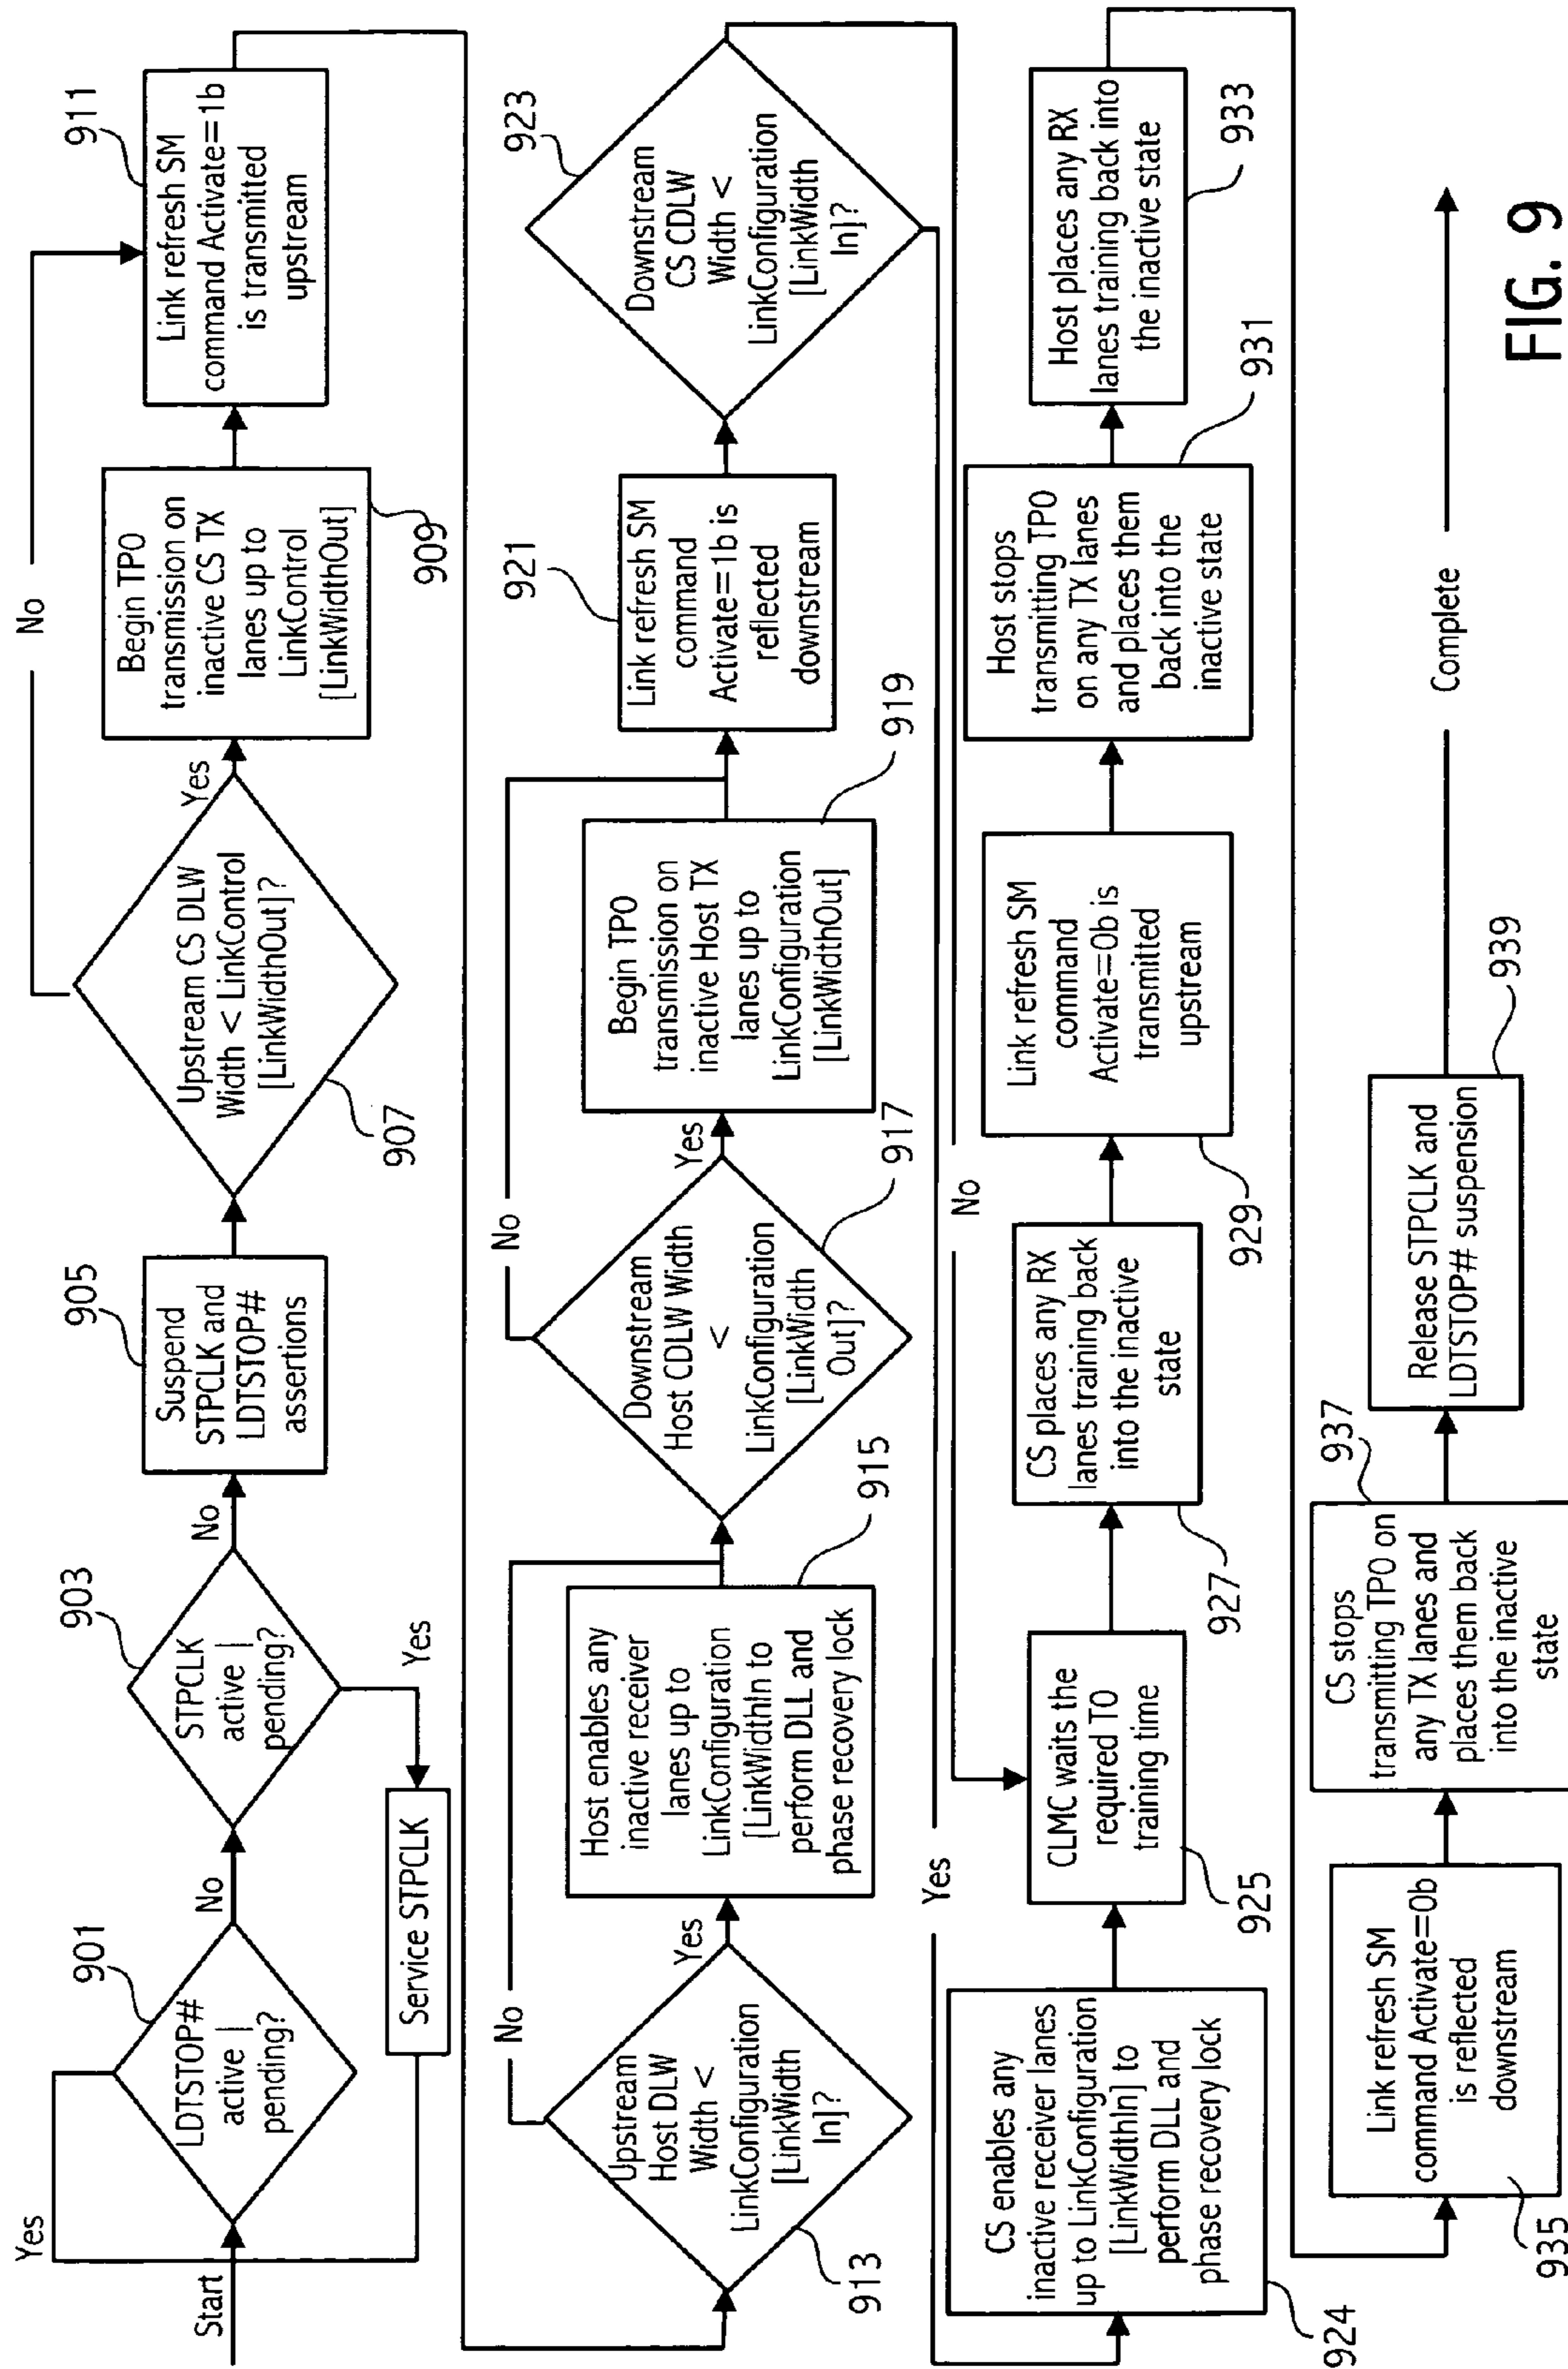 Start
Yes
LDTSTOP#
active |
pending?
901
No
STPCLK
active |
pending?
903
Yes
Service STPCLK
No
Suspend
STPCLK and
LDTSTOP#
assertions
905
Upstream CS DLW
Width < LinkControl
[LinkWidthOut]?
907
No
Yes
Begin TP0
transmission on
inactive CS TX
lanes up to
LinkControl
[LinkWidthOut]
909
Link refresh SM
command Activate=1b
is transmitted
upstream
911
Upstream
Host DLW
Width <
LinkConfiguration
[LinkWidth
In]?
913
No
Yes
Host enables any
inactive receiver
lanes up to
LinkConfiguration
[LinkWidthIn to
perform DLL and
phase recovery lock
915
Downstream
Host CDLW Width
<
LinkConfiguration
[LinkWidth
Out]?
917
No
Yes
Begin TP0
transmission on
inactive Host TX
lanes up to
LinkConfiguration
[LinkWidthOut]
919
Link refresh SM
command
Activate=1b is
reflected
downstream
921
Downstream
CS CDLW
Width <
LinkConfiguration
[LinkWidth
In]?
923
Yes
No
CS enables any
inactive receiver lanes
up to LinkConfiguration
[LinkWidthIn] to
perform DLL and
phase recovery lock
924
CLMC waits the
required T0
training time
925
CS places any RX
lanes training back
into the inactive
state
927
Link refresh SM
command
Activate=0b is
transmitted
upstream
929
Host stops
transmitting TP0
on any TX lanes
and places them
back into the
inactive state
931
Host places any RX
lanes training back into
the inactive state
933
Link refresh SM
command Activate=0b
is reflected
downstream
935
CS stops
transmitting TP0 on
any TX lanes and
places them back
into the inactive
state
937
Release STPCLK and
LDTSTOP# suspension
939
Complete
FIG. 9